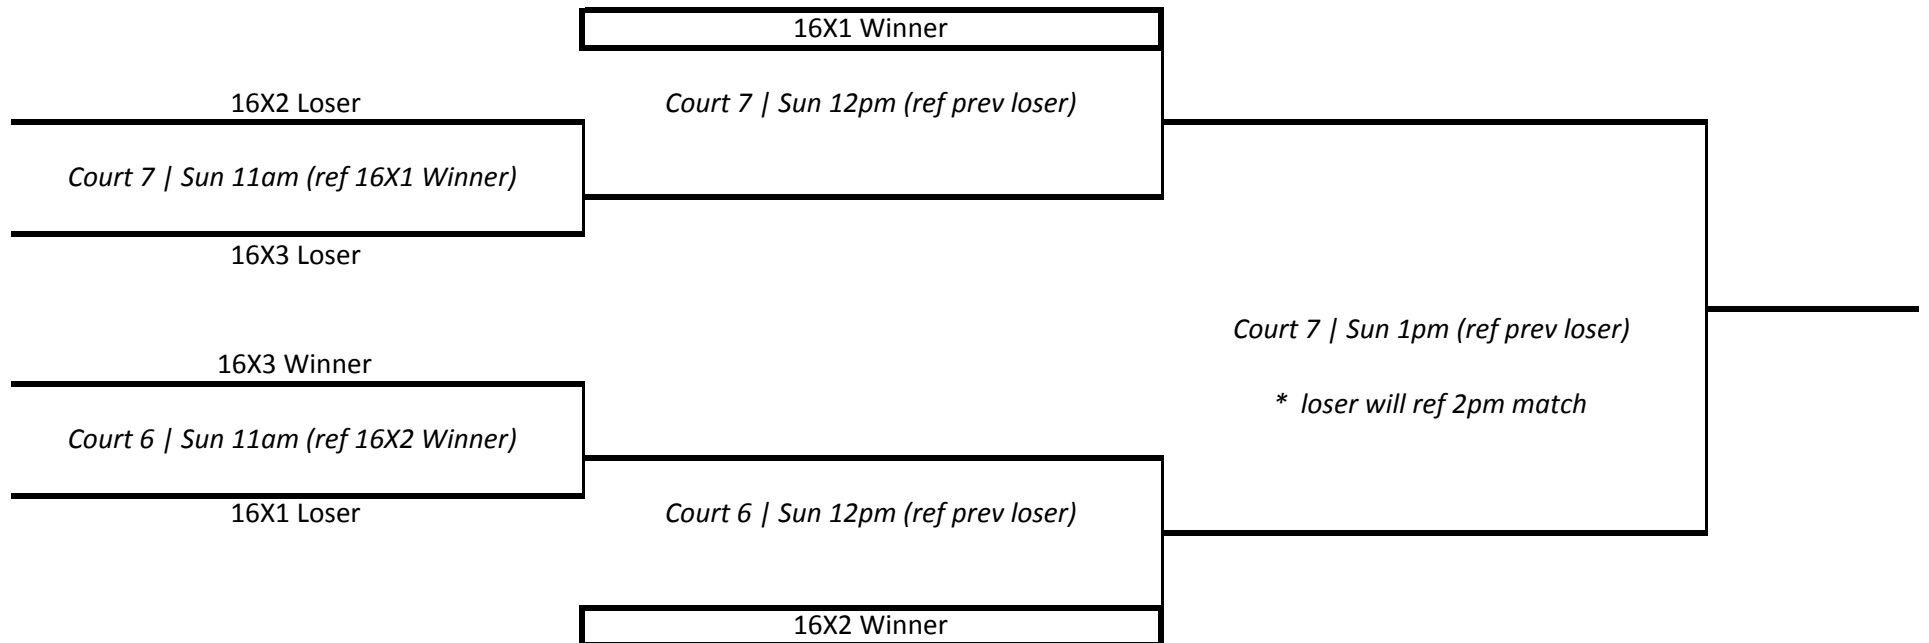 16X1 Winner
16X2 Loser
Court 7 | Sun 12pm (ref prev loser)
Court 7 | Sun 11am (ref 16X1 Winner)
16X3 Loser
Court 7 | Sun 1pm (ref prev loser)
16X3 Winner
* loser will ref 2pm match
Court 6 | Sun 11am (ref 16X2 Winner)
16X1 Loser
Court 6 | Sun 12pm (ref prev loser)
16X2 Winner